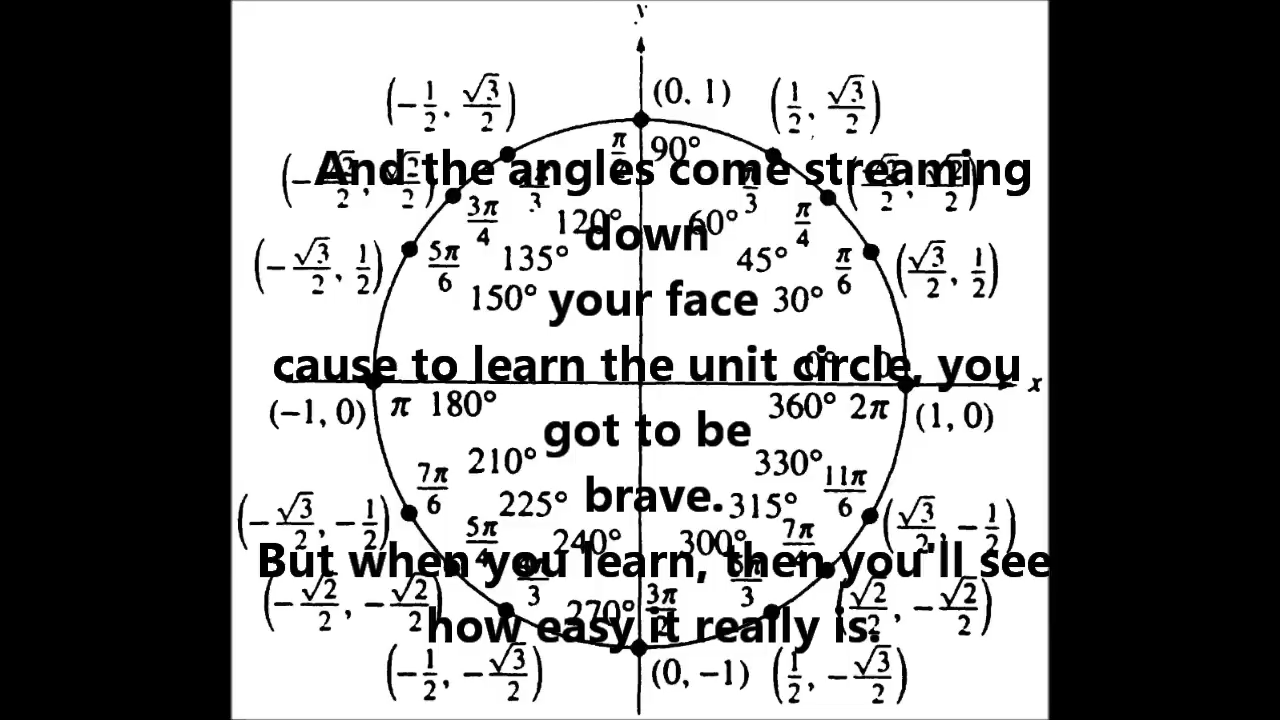 y
(-1/2, √3/2) (0, 1) (1/2, √3/2)
π 90°
And the angles come streaming
3π/4 120° 60° π/4
down
(-√3/2, 1/2) 5π/6 135° 45° π/6 (√3/2, 1/2)
150° your face 30°
cause to learn the unit circle, you
x
(-1, 0) π 180° 360° 2π (1, 0)
got to be
7π/6 210° 330° 11π/6
brave.
225° 315°
(-√3/2, -1/2) 5π/4 240° 300° 7π/4 (√3/2, -1/2)
But when you learn, then you'll see
(-√2/2, -√2/2) 270° 3π/2 (√2/2, -√2/2)
how easy it really is.
(-1/2, -√3/2) (0, -1) (1/2, -√3/2)